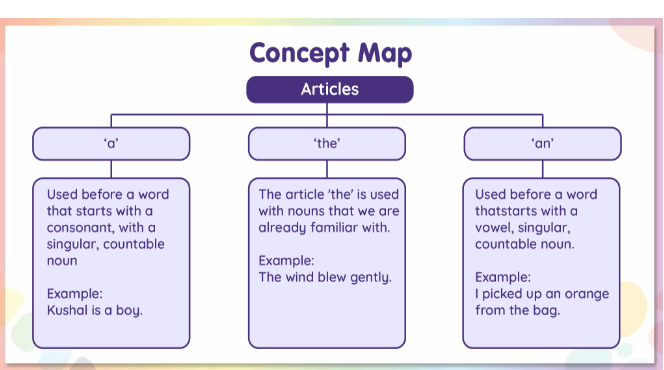 Concept Map
Articles
‘a’
‘the’
‘an’
Used before a word
that starts with a
consonant, with a
singular, countable
noun
Example:
Kushal is a boy.
The article 'the' is used
with nouns that we are
already familiar with.
Example:
The wind blew gently.
Used before a word
thatstarts with a
vowel, singular,
countable noun.
Example:
I picked up an orange
from the bag.